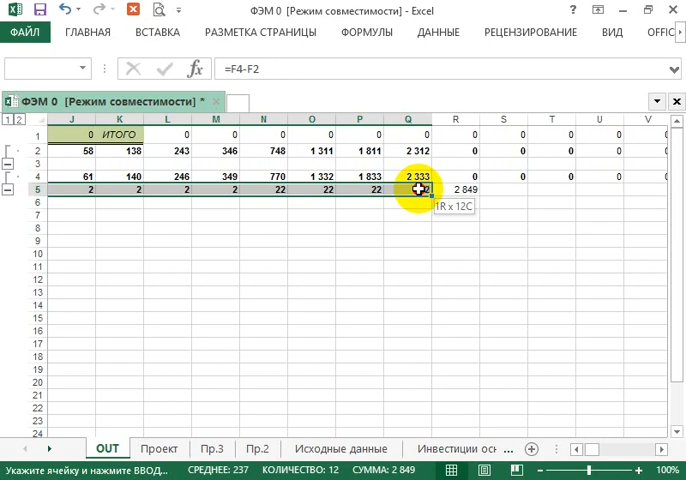 ФЭМ 0 [Режим совместимости] - Excel
ФАЙЛ ГЛАВНАЯ ВСТАВКА РАЗМЕТКА СТРАНИЦЫ ФОРМУЛЫ ДАННЫЕ РЕЦЕНЗИРОВАНИЕ ВИД OFFIC
fx =F4-F2
ФЭМ 0 [Режим совместимости] *
1 2 J K L M N O P Q R S T U V
1 0 ИТОГО 0 0 0 0 0 0 0 0 0 0 0
2 58 138 243 346 748 1 311 1 811 2 312 0 0 0 0 0
3
4 61 140 246 349 770 1 332 1 833 2 333 0 0 0 0 0
5 2 2 2 2 22 22 22 2 2 849
6 1R x 12C
7
8
9
10
11
12
13
14
15
16
17
18
19
20
21
22
23
24
OUT Проект Пр.3 Пр.2 Исходные данные Инвестиции осн ...
Укажите ячейку и нажмите ВВОД... СРЕДНЕЕ: 237 КОЛИЧЕСТВО: 12 СУММА: 2 849 100%